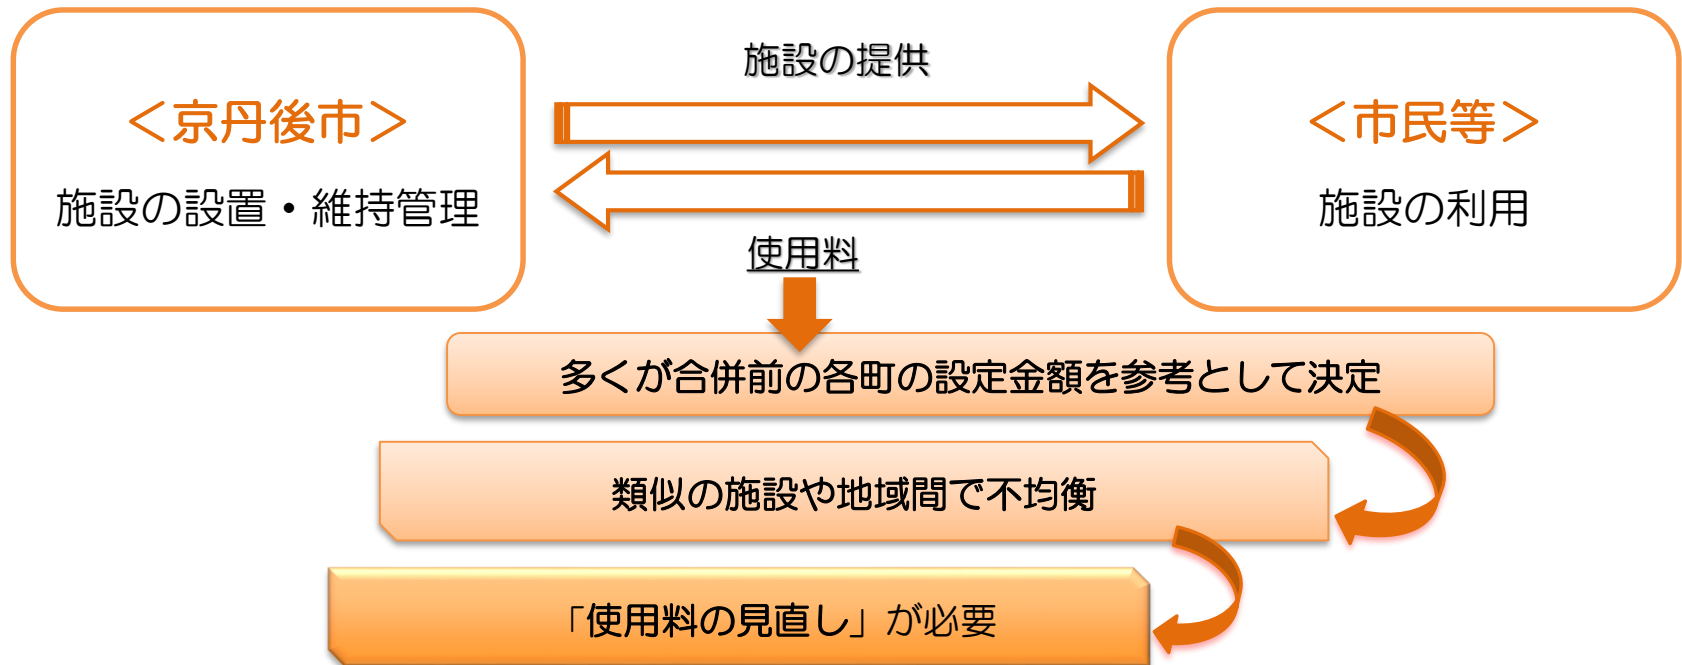 施設の提供
＜京丹後市＞
施設の設置・維持管理
＜市民等＞
施設の利用
使用料
多くが合併前の各町の設定金額を参考として決定
類似の施設や地域間で不均衡
「使用料の見直し」が必要